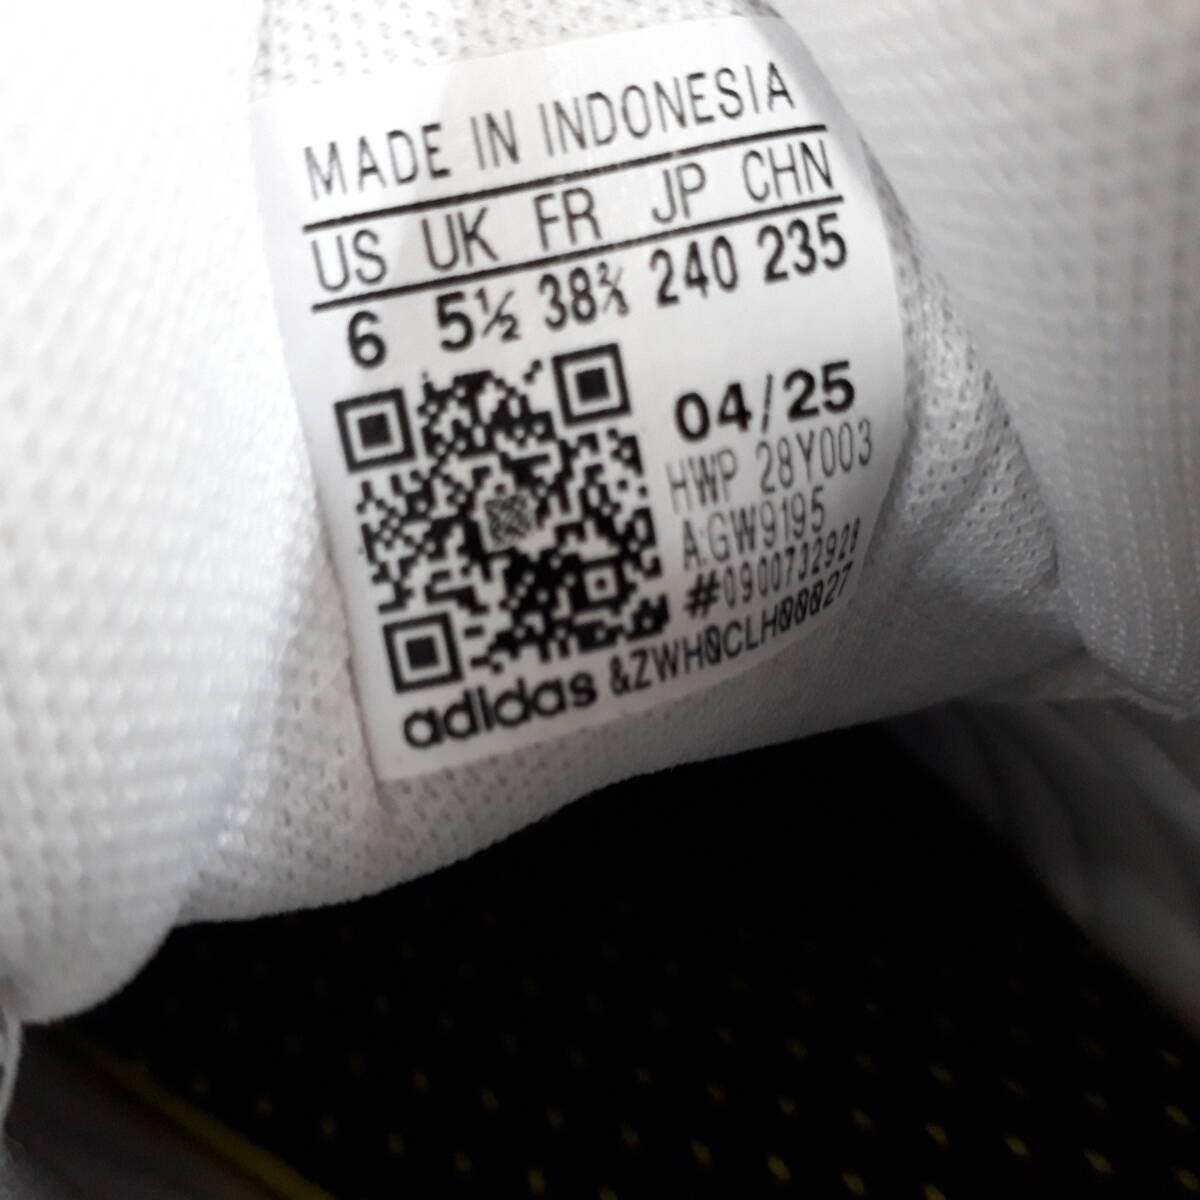 MADE IN INDONESIA
US UK FR JP CHN
6 5½ 38⅔ 240 235
04/25
HWP 28Y003
A:GW9195
#0900732928
adidas &ZWH0CLH00027